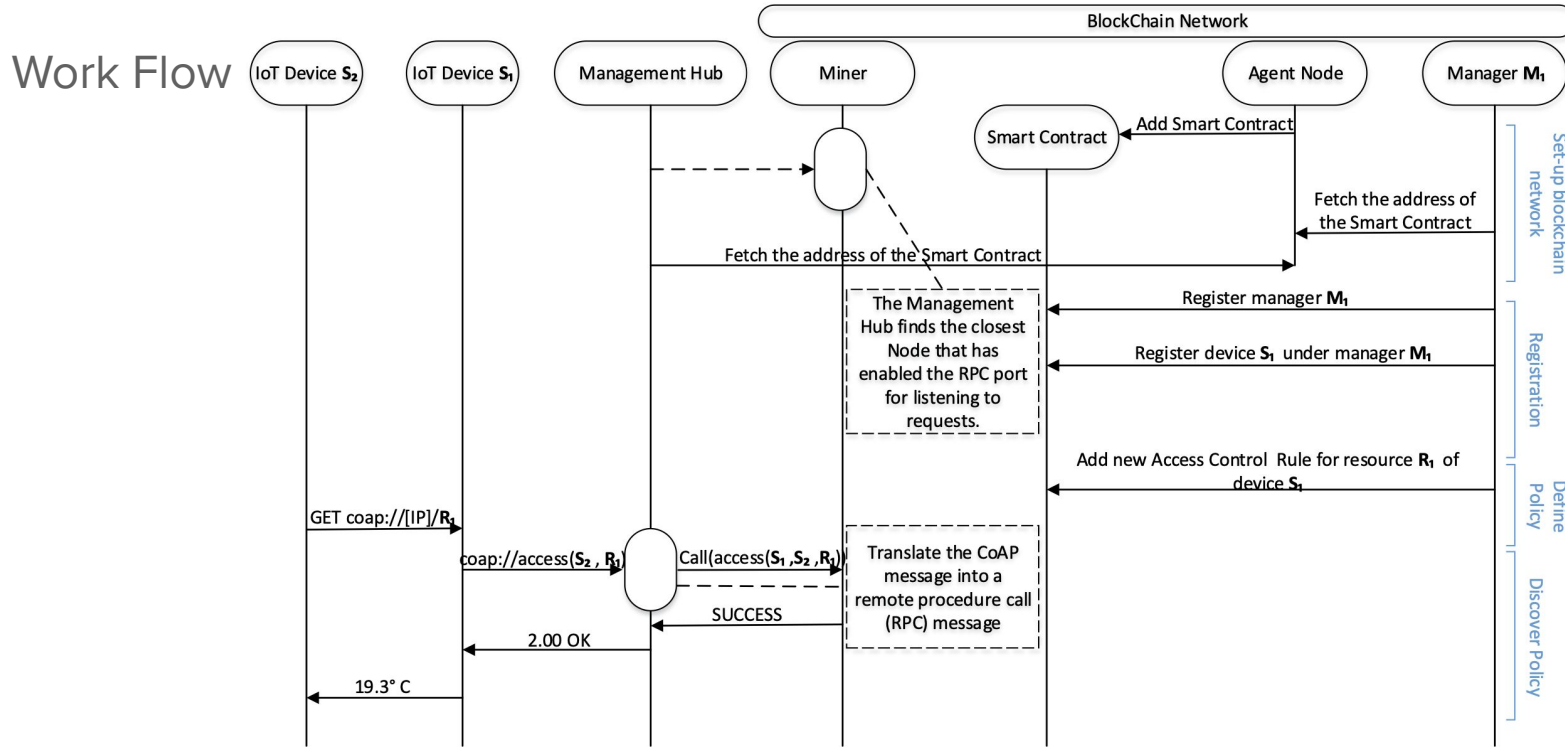 BlockChain Network
Work Flow
IoT Device S₂
IoT Device S₁
Management Hub
Miner
Agent Node
Manager M₁
Smart Contract
Add Smart Contract
Set-up blockchain
network
Fetch the address of
the Smart Contract
Fetch the address of the Smart Contract
The Management
Hub finds the closest
Node that has
enabled the RPC port
for listening to
requests.
Register manager M₁
Register device S₁ under manager M₁
Registration
Add new Access Control Rule for resource R₁ of
device S₁
Define
Policy
GET coap://[IP]/R₁
coap://access(S₂ , R₁)
Call(access(S₁ ,S₂ ,R₁))
Translate the CoAP
message into a
remote procedure call
(RPC) message
SUCCESS
2.00 OK
19.3° C
Discover Policy